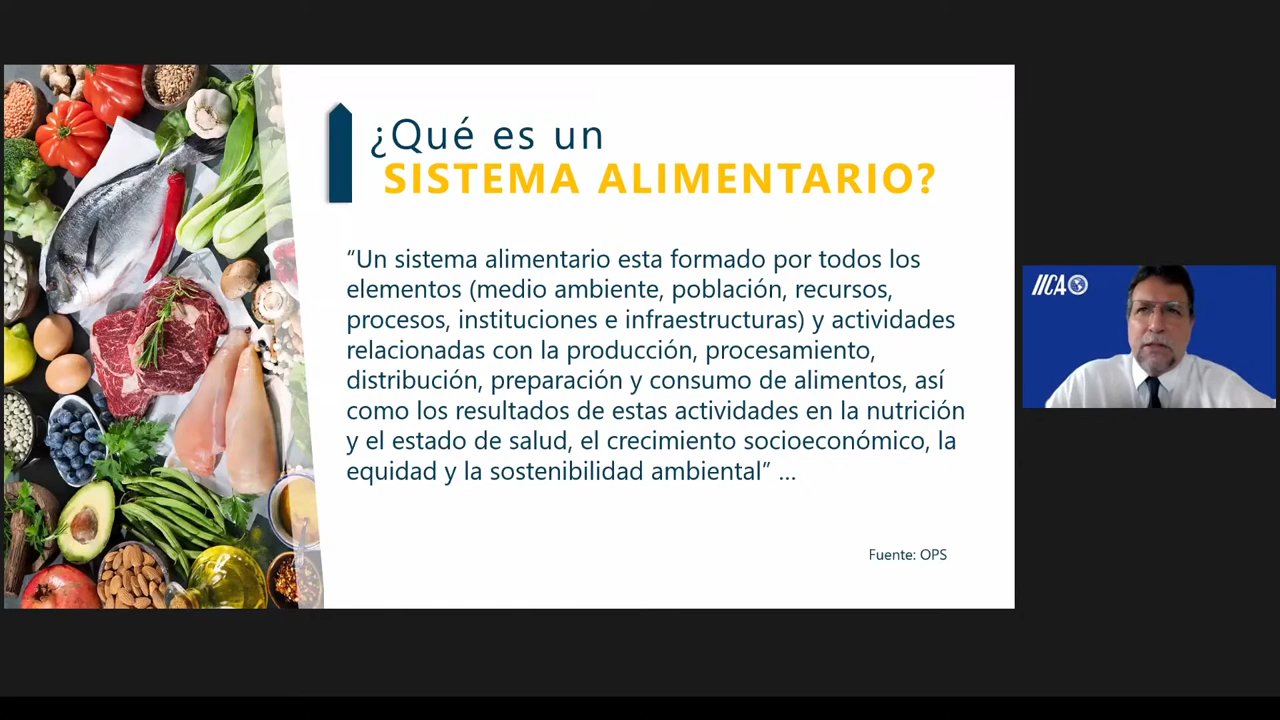 ¿Qué es un
SISTEMA ALIMENTARIO?
“Un sistema alimentario esta formado por todos los
elementos (medio ambiente, población, recursos,
procesos, instituciones e infraestructuras) y actividades
relacionadas con la producción, procesamiento,
distribución, preparación y consumo de alimentos, así
como los resultados de estas actividades en la nutrición
y el estado de salud, el crecimiento socioeconómico, la
equidad y la sostenibilidad ambiental” ...
Fuente: OPS
IICA